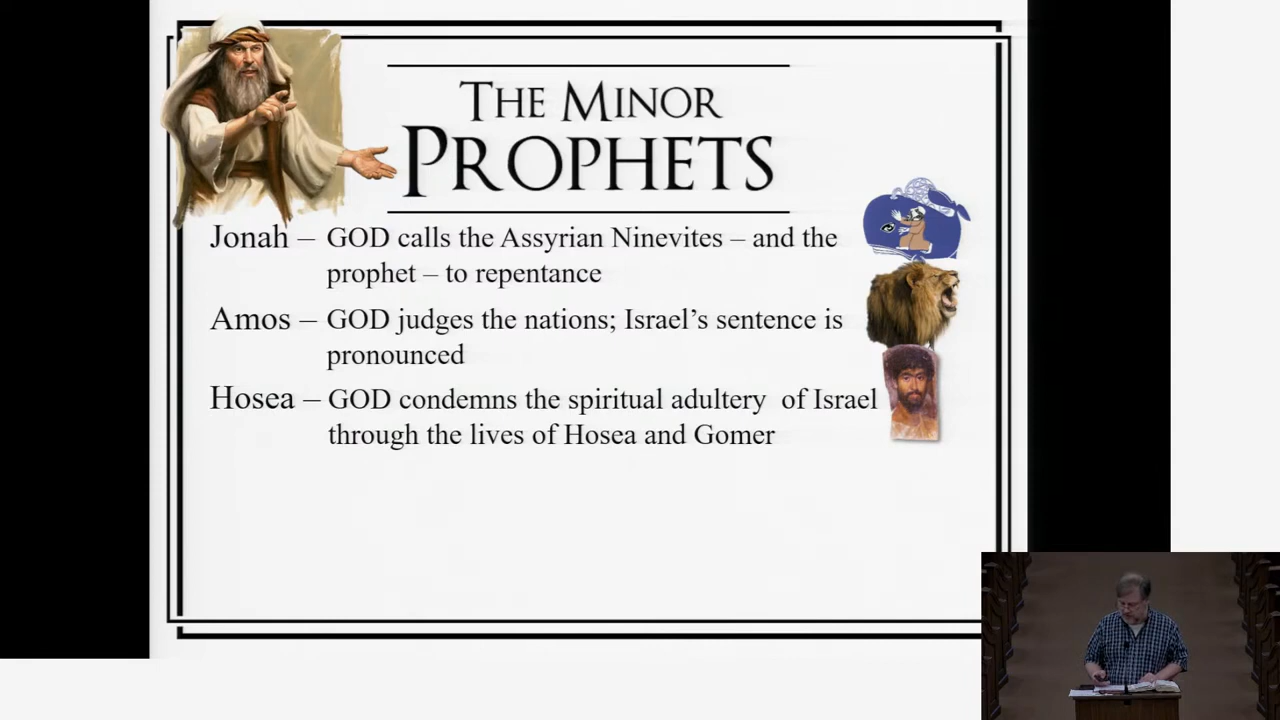 THE MINOR
PROPHETS
Jonah – GOD calls the Assyrian Ninevites – and the
prophet – to repentance
Amos – GOD judges the nations; Israel’s sentence is
pronounced
Hosea – GOD condemns the spiritual adultery of Israel
through the lives of Hosea and Gomer